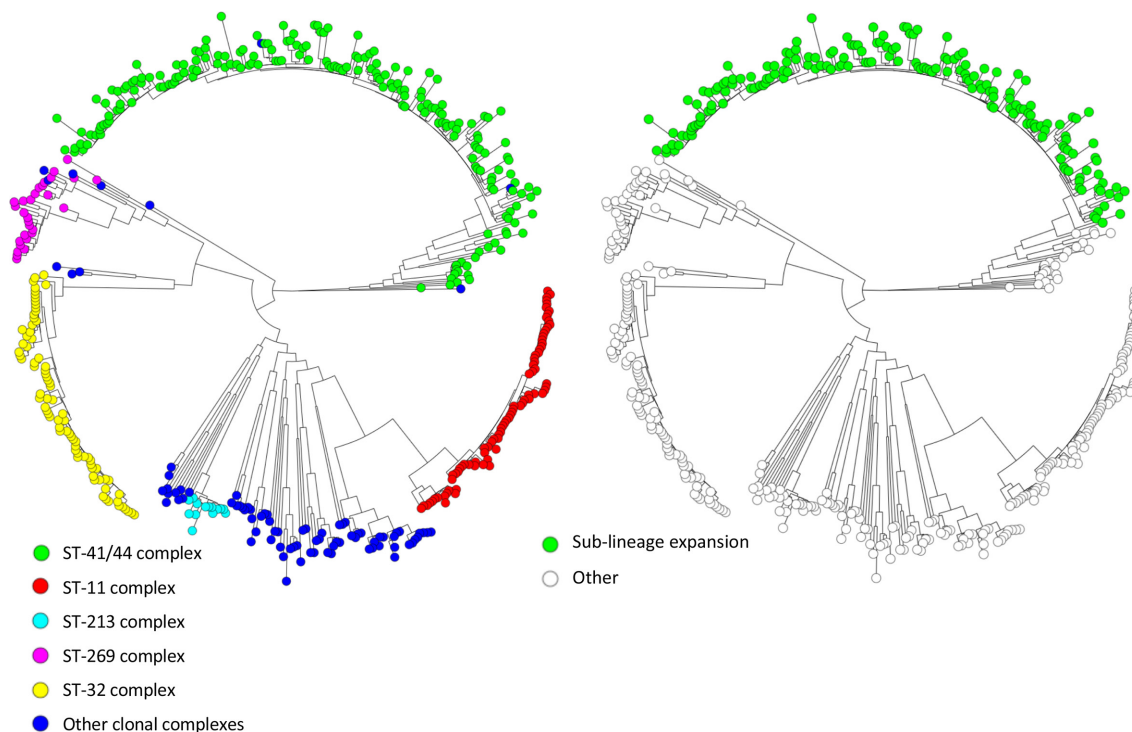 ST-41/44 complex
ST-11 complex
ST-213 complex
ST-269 complex
ST-32 complex
Other clonal complexes
Sub-lineage expansion
Other